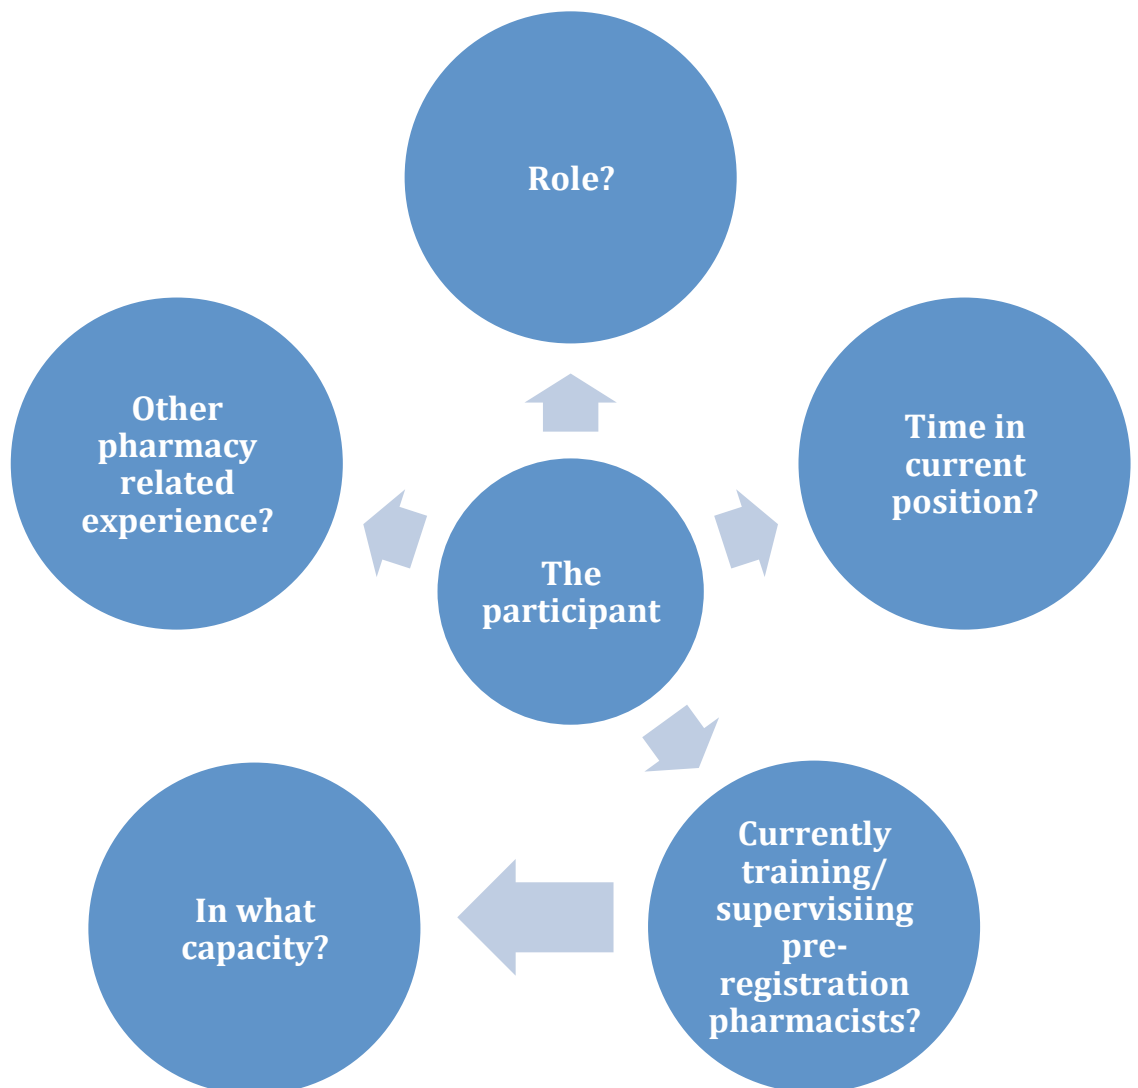 Role?
Other
pharmacy
related
experience?
Time in
current
position?
The
participant
Currently
training/
supervisiing
pre-
registration
pharmacists?
In what
capacity?